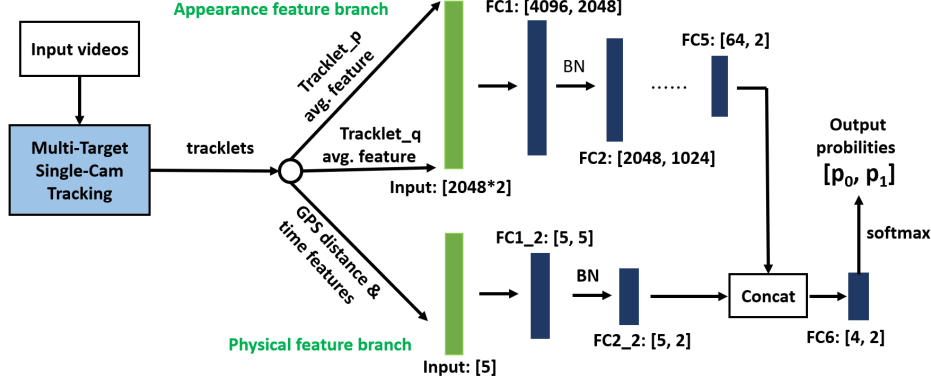 Appearance feature branch
FC1: [4096, 2048]
Input videos
Tracklet_p
avg. feature
BN
FC5: [64, 2]
......
Multi-Target
Single-Cam
Tracking
tracklets
Tracklet_q
avg. feature
Input: [2048*2]
FC2: [2048, 1024]
Output
probilities
[p0, p1]
softmax
GPS distance &
time features
FC1_2: [5, 5]
BN
Concat
Physical feature branch
Input: [5]
FC2_2: [5, 2]
FC6: [4, 2]